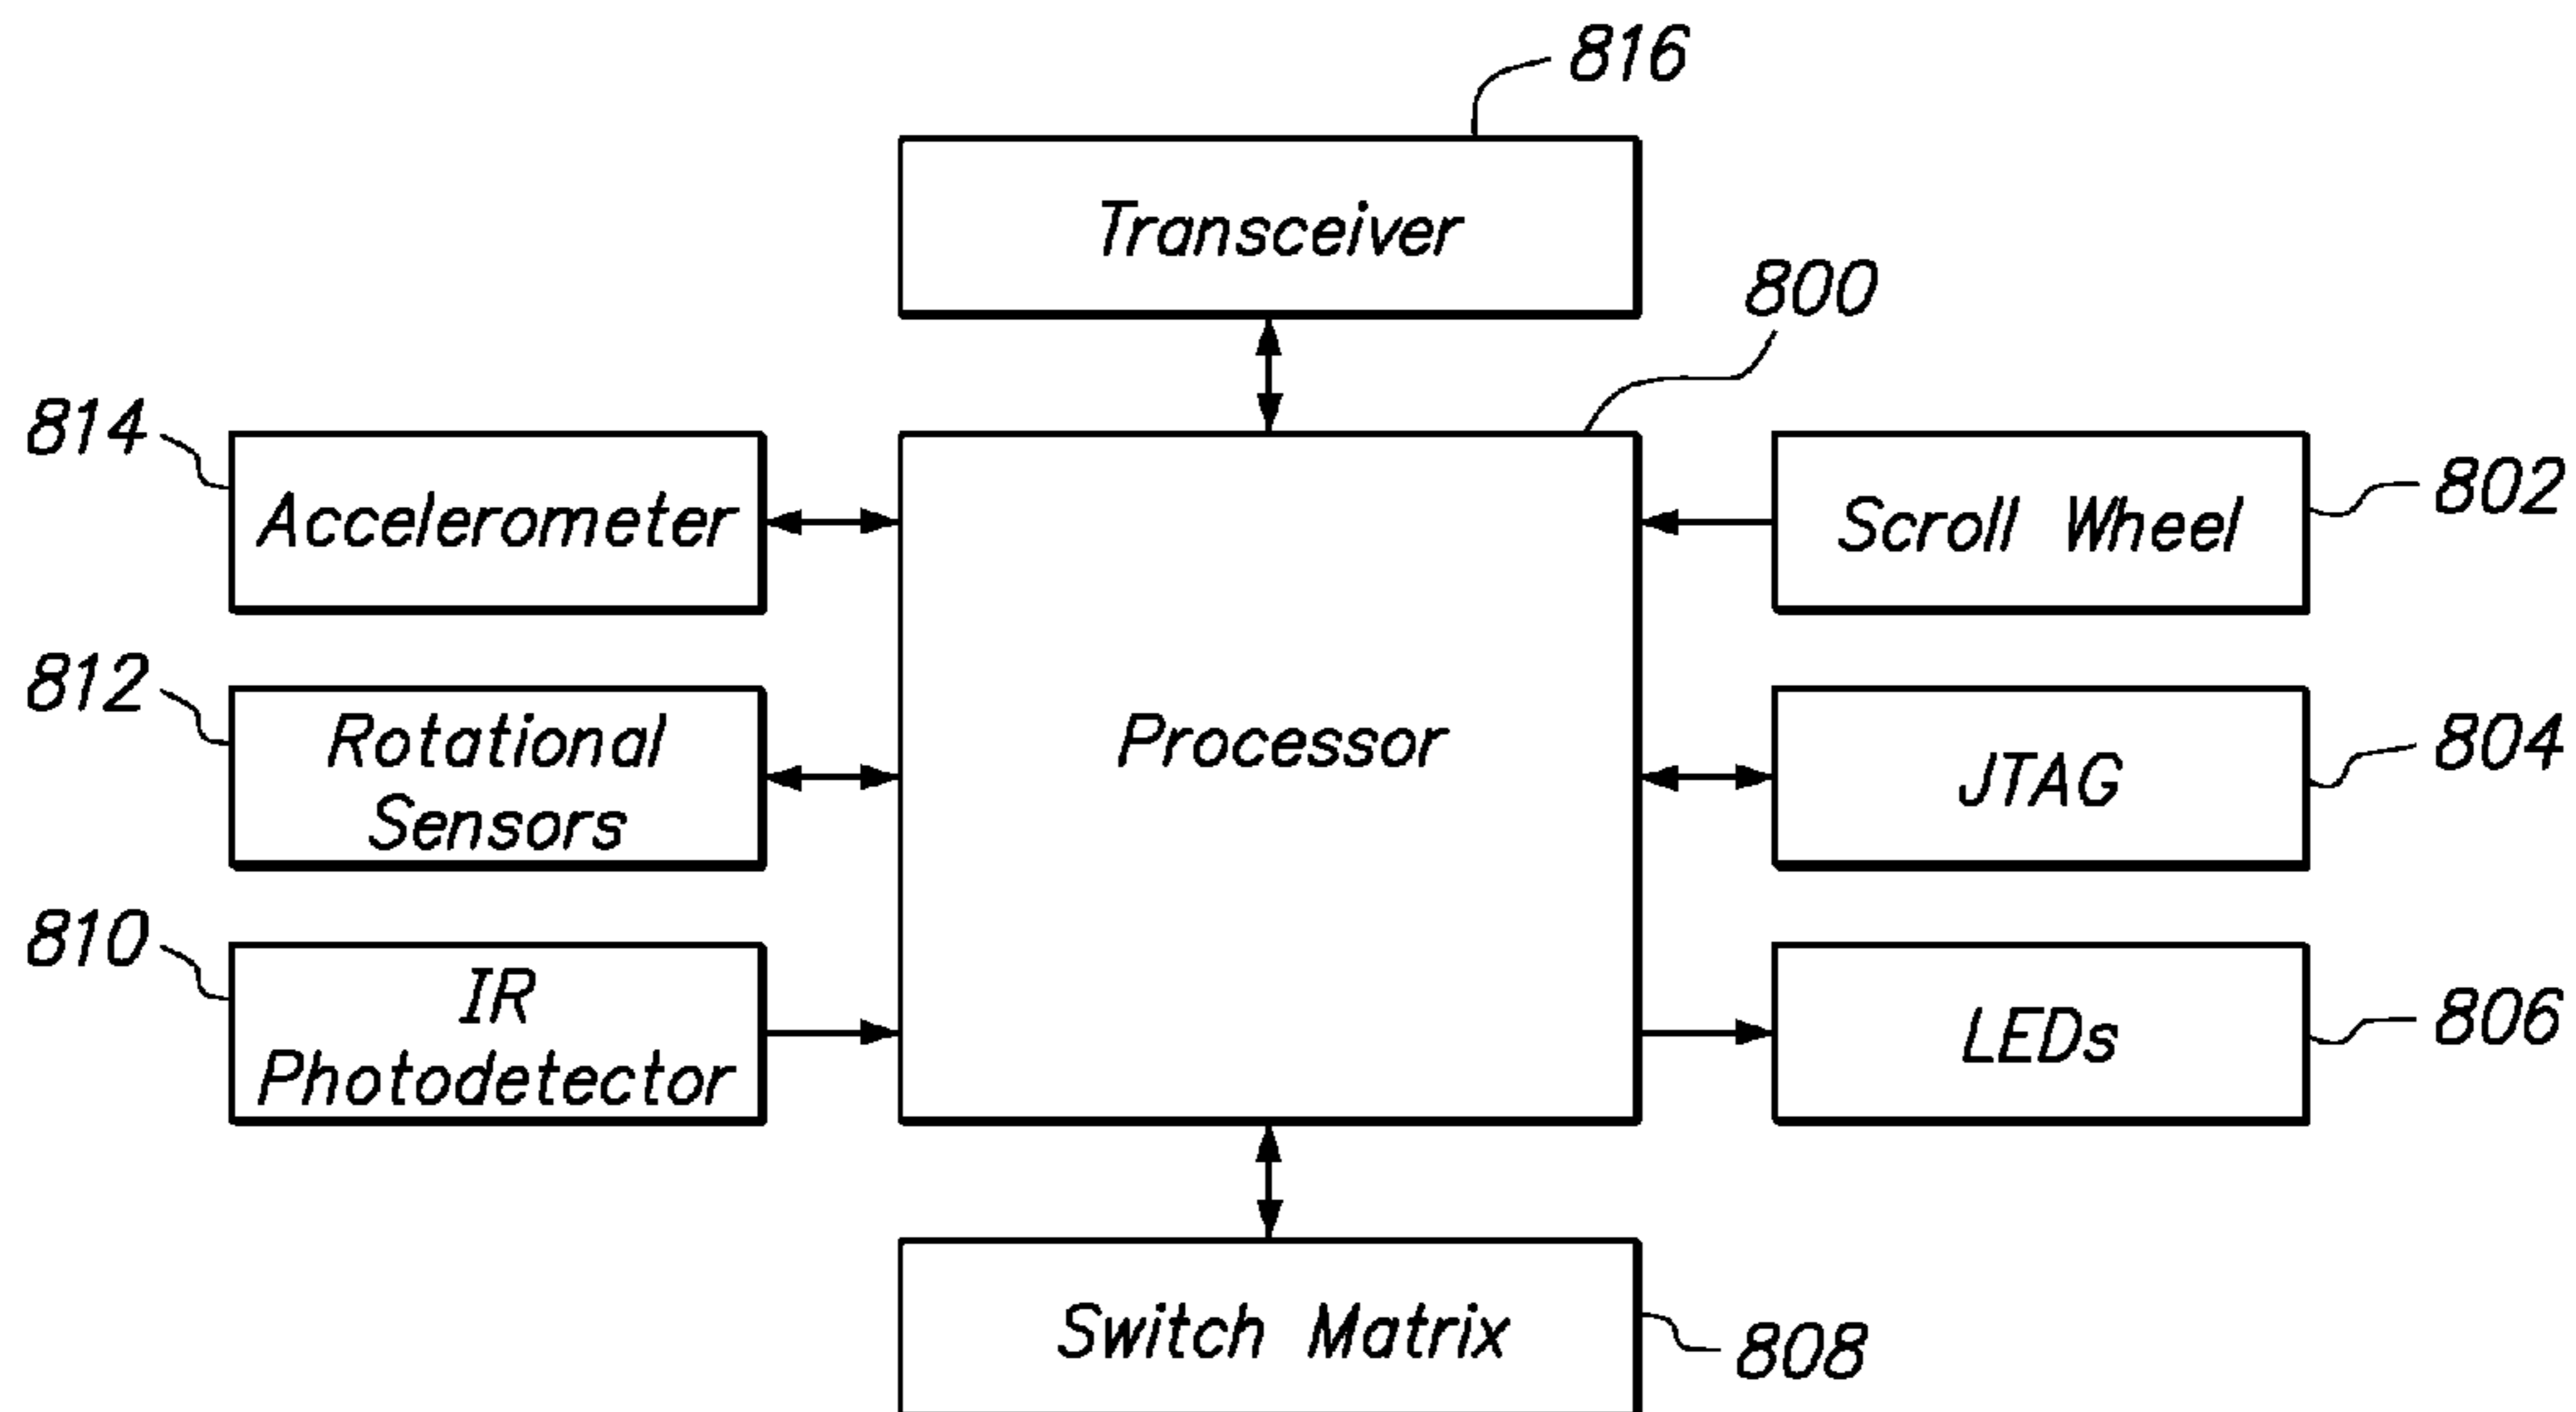 816
Transceiver
800
814
Accelerometer
Scroll Wheel
802
812
Rotational
Sensors
Processor
JTAG
804
810
IR
Photodetector
LEDs
806
Switch Matrix
808